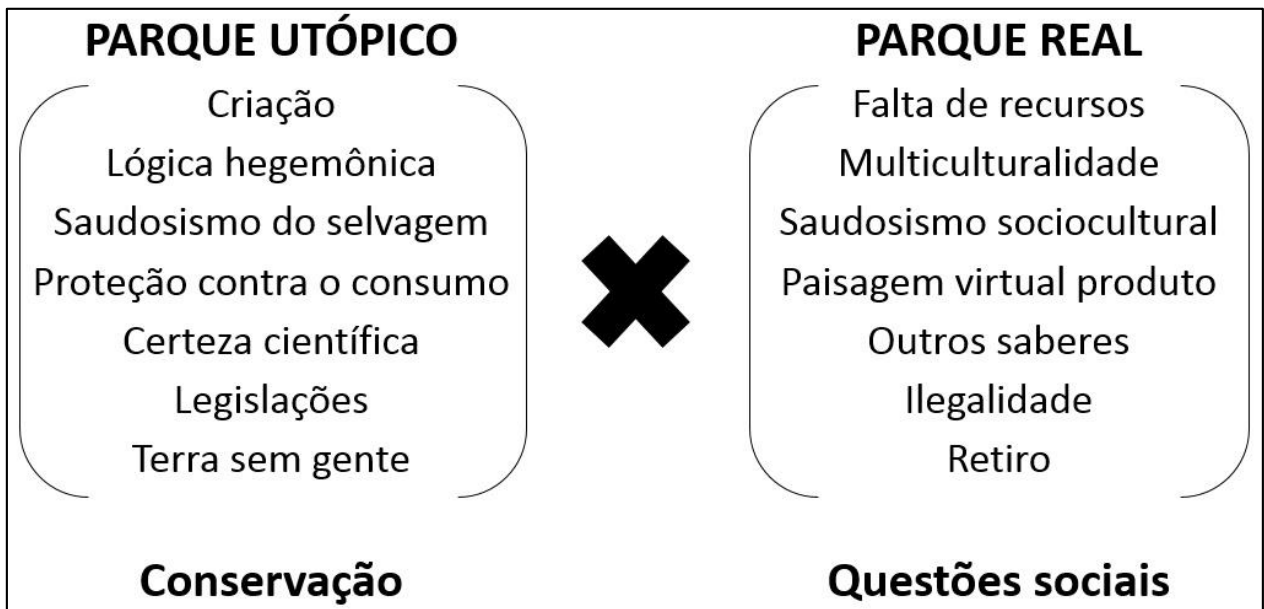 PARQUE UTÓPICO
Criação
Lógica hegemônica
Saudosismo do selvagem
Proteção contra o consumo
Certeza científica
Legislações
Terra sem gente
Conservação
PARQUE REAL
Falta de recursos
Multiculturalidade
Saudosismo sociocultural
Paisagem virtual produto
Outros saberes
Ilegalidade
Retiro
Questões sociais